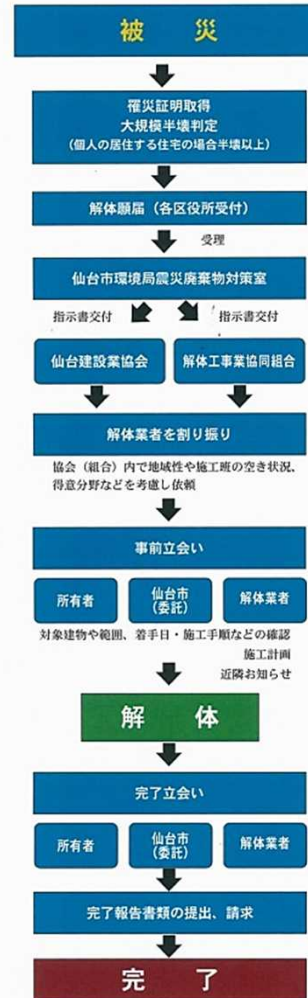 被　災
罹災証明取得
大規模半壊判定
（個人の居住する住宅の場合半壊以上）
解体願届（各区役所受付）
受理
仙台市環境局震災廃棄物対策室
指示書交付　指示書交付
仙台建設業協会　解体工事業協同組合
解体業者を割り振り
協会（組合）内で地域性や施工班の空き状況、
得意分野などを考慮し依頼
事前立会い
所有者　仙台市（委託）　解体業者
対象建物や範囲、着手日・施工手順などの確認
施工計画
近隣お知らせ
解　体
完了立会い
所有者　仙台市（委託）　解体業者
完了報告書類の提出、請求
完　了